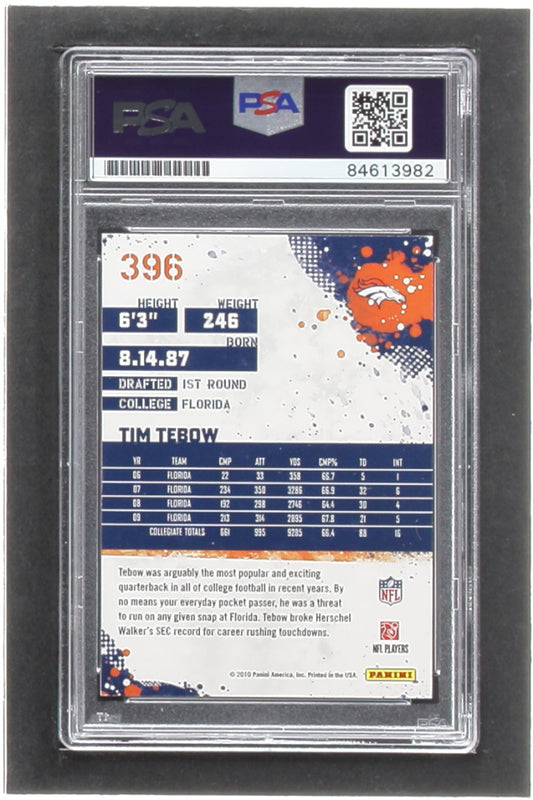 PSA PSA
84613982
396
HEIGHT WEIGHT
6'3" 246
BORN
8.14.87
DRAFTED 1ST ROUND
COLLEGE FLORIDA
TIM TEBOW
YR TEAM CMP ATT YDS CMP% TD INT
06 FLORIDA 22 33 358 66.7 5 1
07 FLORIDA 234 350 3286 66.9 32 6
08 FLORIDA 192 298 2746 64.4 30 4
09 FLORIDA 213 314 2895 67.8 21 5
COLLEGIATE TOTALS 661 995 9285 66.4 88 16
Tebow was arguably the most popular and exciting
quarterback in all of college football in recent years. By
no means your everyday pocket passer, he was a threat
to run on any given snap at Florida. Tebow broke Herschel
Walker's SEC record for career rushing touchdowns.
NFL
NFL PLAYERS
© 2010 Panini America, Inc. Printed in the USA.
PANINI
PSA